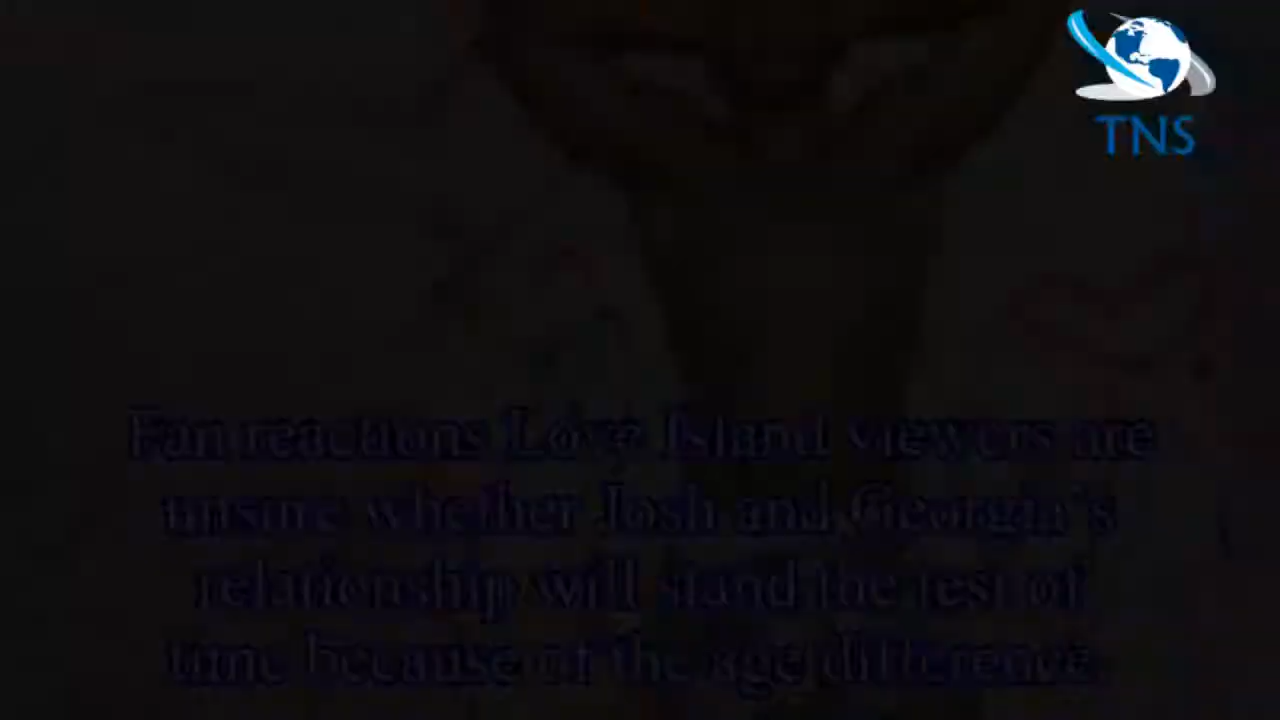 TNS
Fan reactions Love Island viewers are
unsure whether Josh and Georgia's
relationship will stand the test of
time because of the age difference